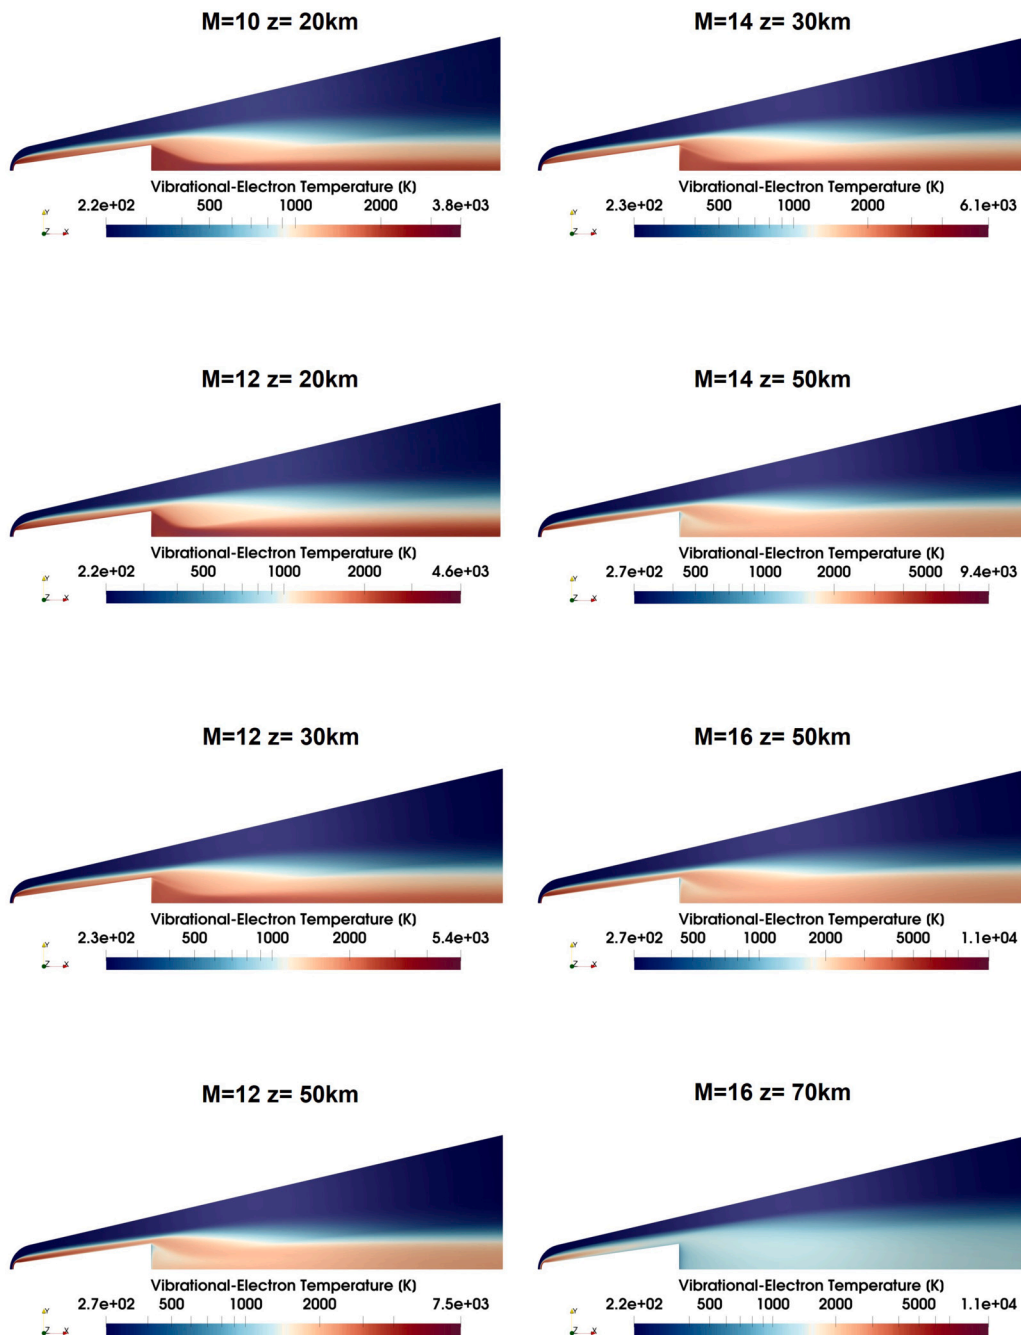 M=10 z= 20km
Vibrational-Electron Temperature (K)
2.2e+02 500 1000 2000 3.8e+03
Y
Z X
M=14 z= 30km
Vibrational-Electron Temperature (K)
2.3e+02 500 1000 2000 6.1e+03
Y
Z X
M=12 z= 20km
Vibrational-Electron Temperature (K)
2.2e+02 500 1000 2000 4.6e+03
Y
Z X
M=14 z= 50km
Vibrational-Electron Temperature (K)
2.7e+02 500 1000 2000 5000 9.4e+03
Y
Z X
M=12 z= 30km
Vibrational-Electron Temperature (K)
2.3e+02 500 1000 2000 5.4e+03
Y
Z X
M=16 z= 50km
Vibrational-Electron Temperature (K)
2.7e+02 500 1000 2000 5000 1.1e+04
Y
Z X
M=12 z= 50km
Vibrational-Electron Temperature (K)
2.7e+02 500 1000 2000 7.5e+03
Y
Z X
M=16 z= 70km
Vibrational-Electron Temperature (K)
2.2e+02 500 1000 2000 5000 1.1e+04
Y
Z X